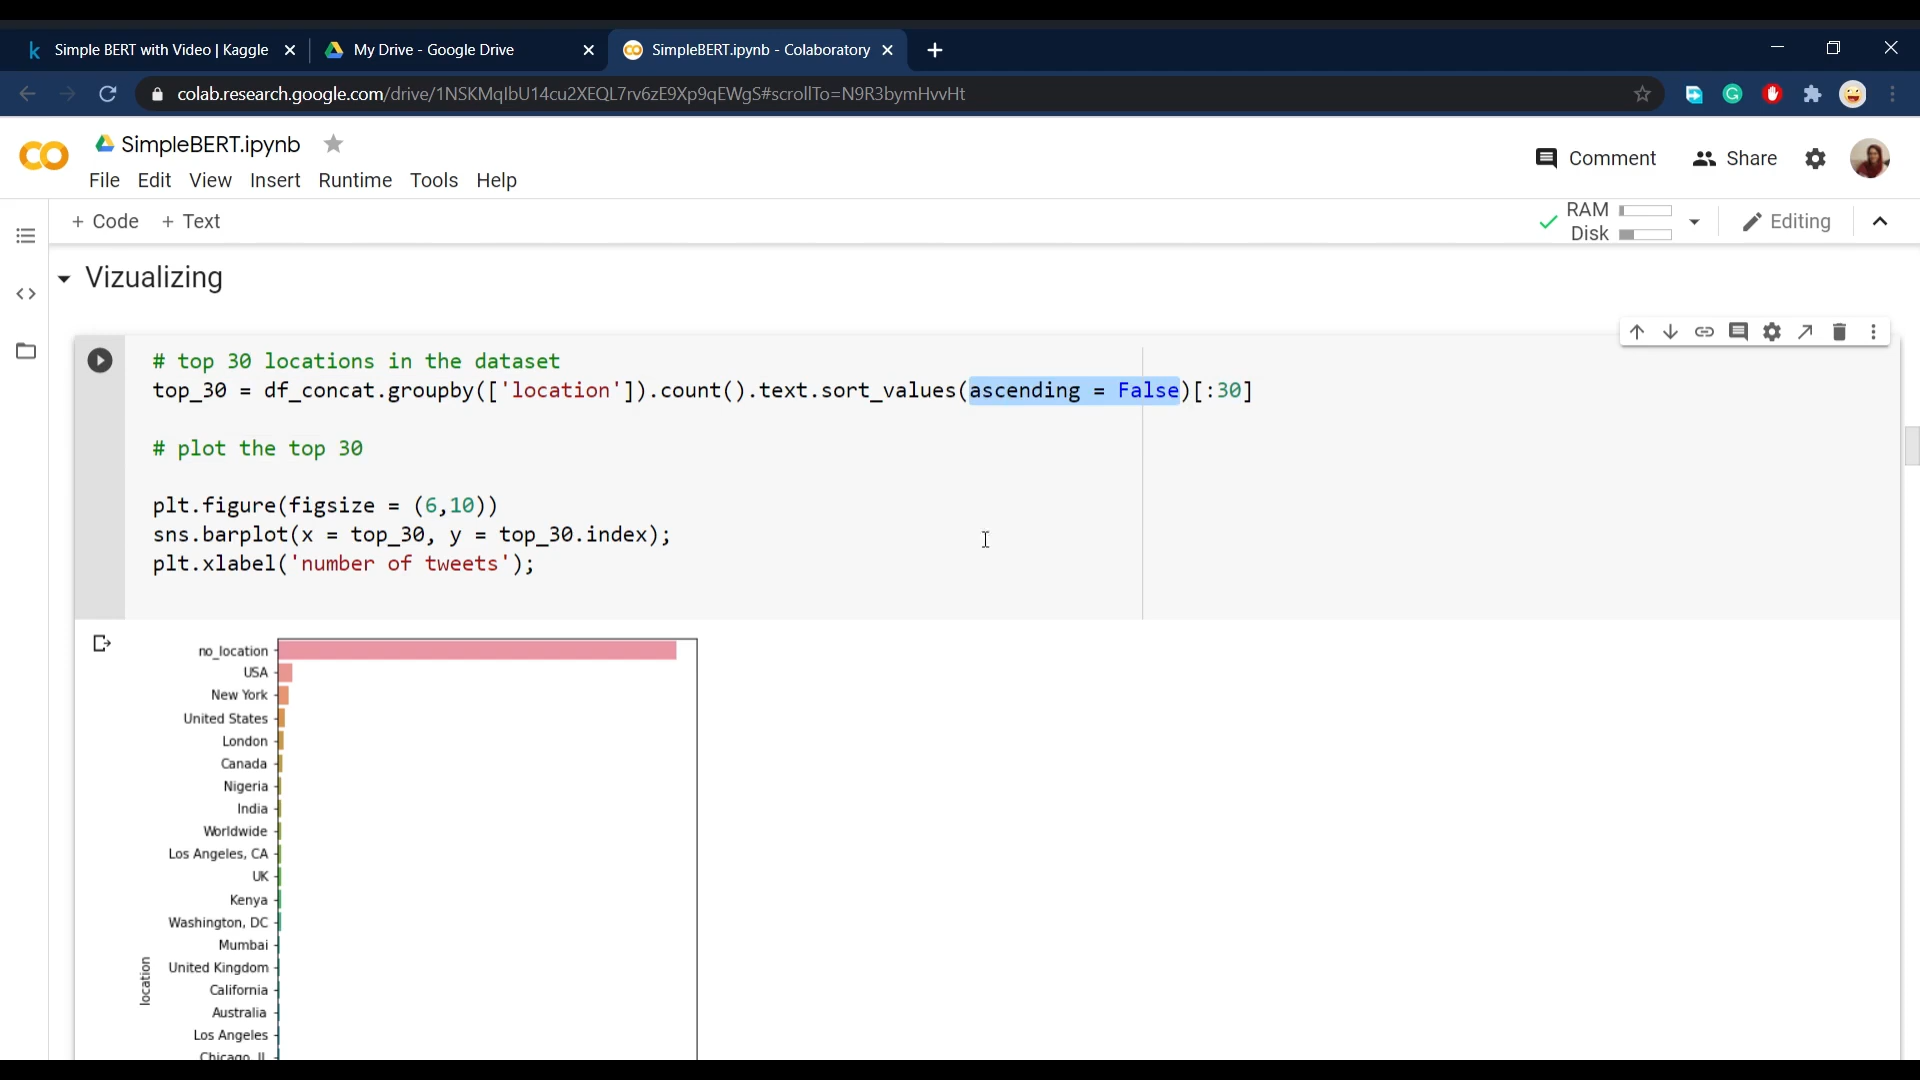 Simple BERT with Video | Kaggle
My Drive - Google Drive
SimpleBERT.ipynb - Colaboratory
colab.research.google.com/drive/1NSKMqlbU14cu2XEQL7rv6zE9Xp9qEWgS#scrollTo=N9R3bymHvvHt
SimpleBERT.ipynb
Comment
Share
File Edit View Insert Runtime Tools Help
+ Code + Text
RAM
Disk
Editing
Vizualizing
# top 30 locations in the dataset
top_30 = df_concat.groupby(['location']).count().text.sort_values(ascending = False)[:30]
# plot the top 30
plt.figure(figsize = (6,10))
sns.barplot(x = top_30, y = top_30.index);
plt.xlabel('number of tweets');
no_location
USA
New York
United States
London
Canada
Nigeria
India
Worldwide
Los Angeles, CA
UK
Kenya
Washington, DC
Mumbai
United Kingdom
California
Australia
Los Angeles
Chicago, IL
location